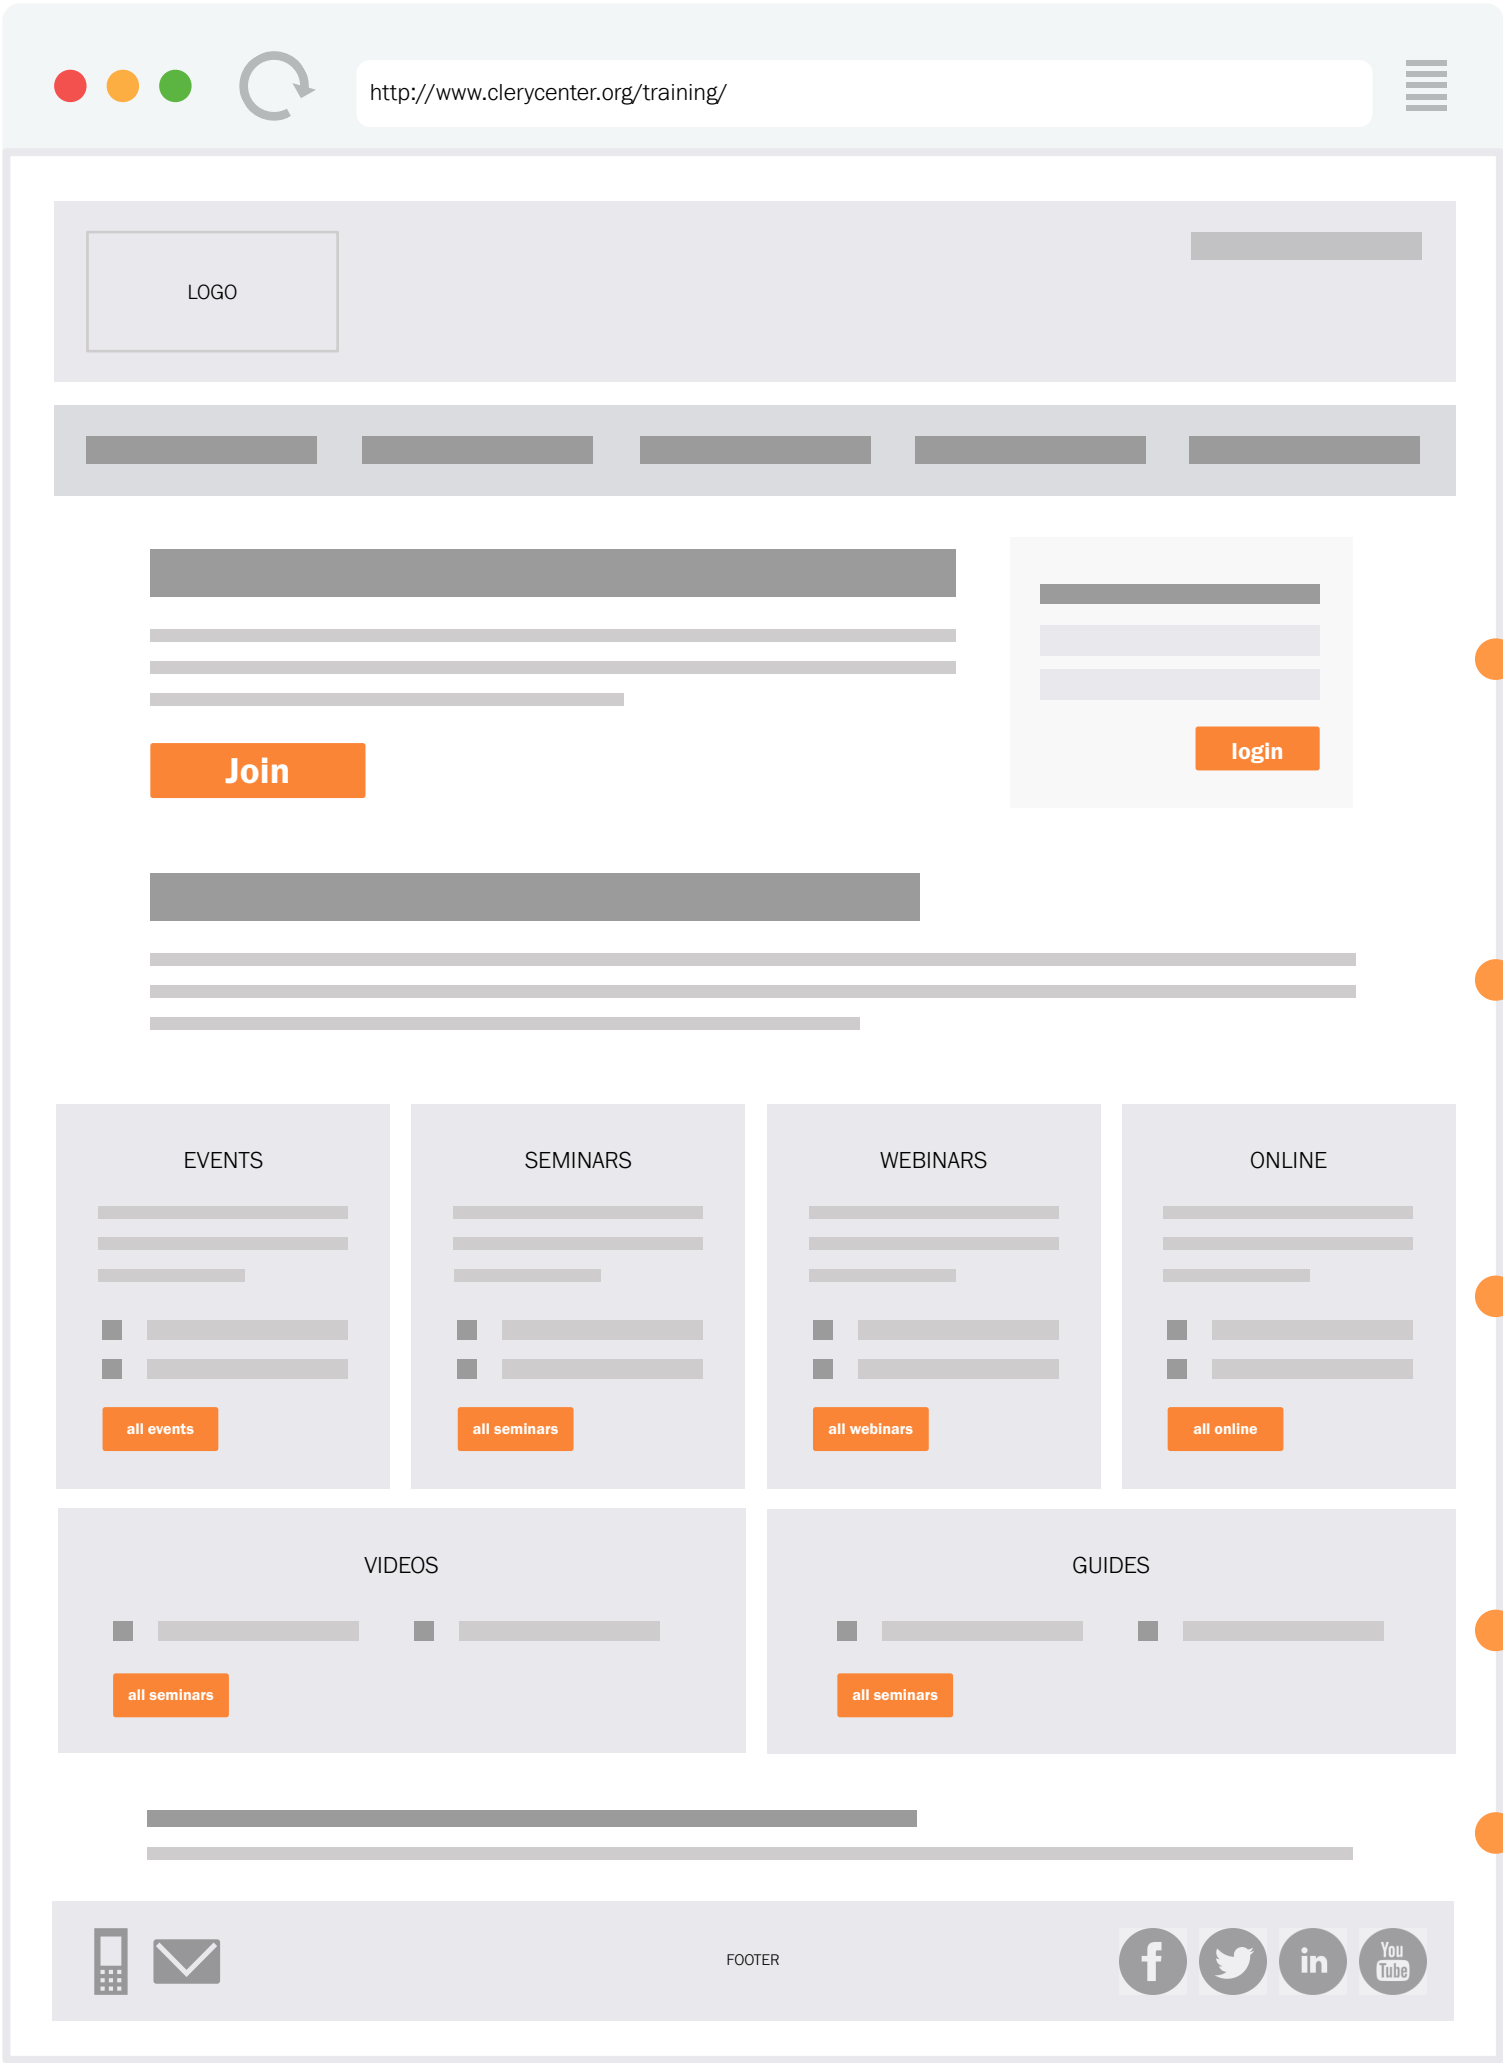 http://www.clerycenter.org/training/
LOGO
Join
login
EVENTS
SEMINARS
WEBINARS
ONLINE
all events
all seminars
all webinars
all online
VIDEOS
GUIDES
all seminars
all seminars
FOOTER
f
in
You
Tube